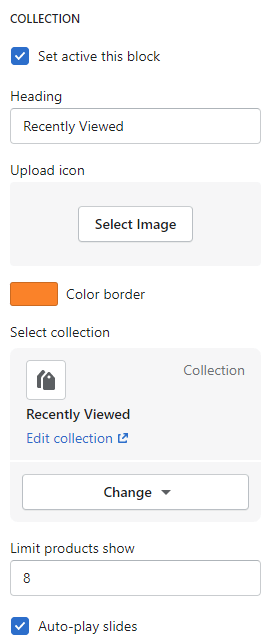 COLLECTION
Set active this block
Heading
Recently Viewed
Upload icon
Select Image
Color border
Select collection
Collection
Recently Viewed
Edit collection
Change
Limit products show
8
Auto-play slides